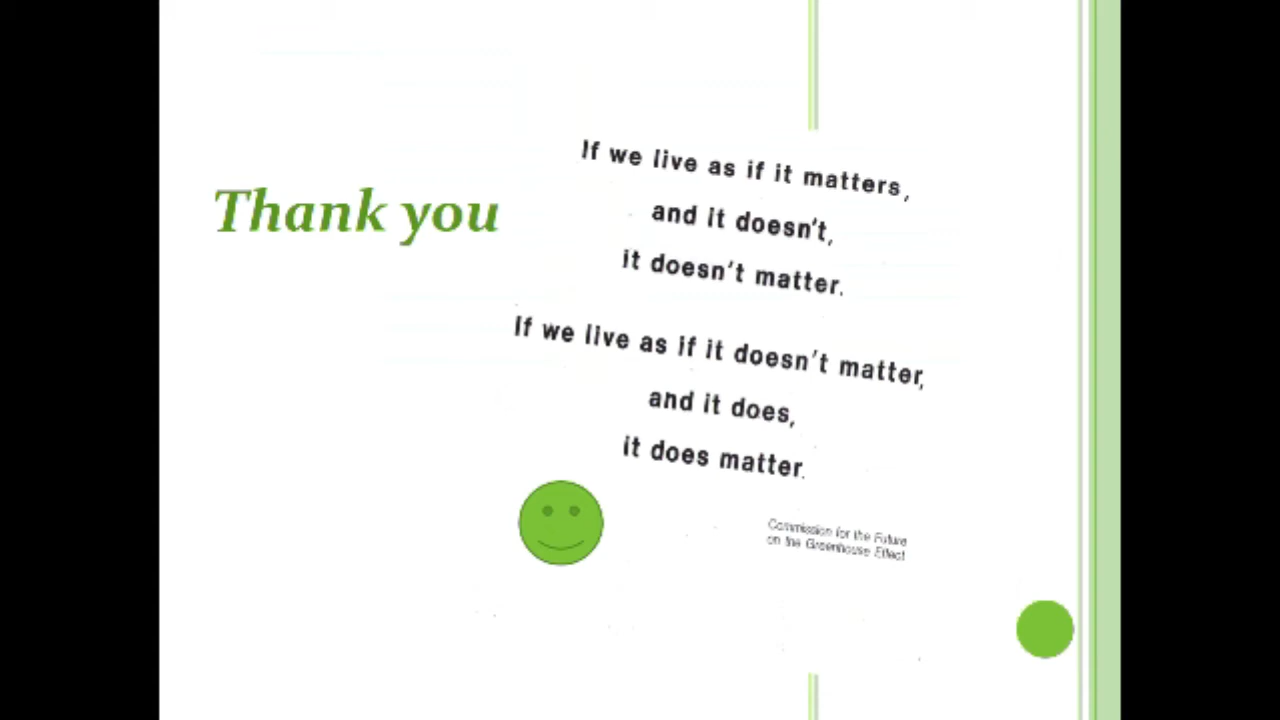 Thank you
If we live as if it matters,
and it doesn't,
it doesn't matter.
If we live as if it doesn't matter,
and it does,
it does matter.
Commission for the Future
on the Greenhouse Effect